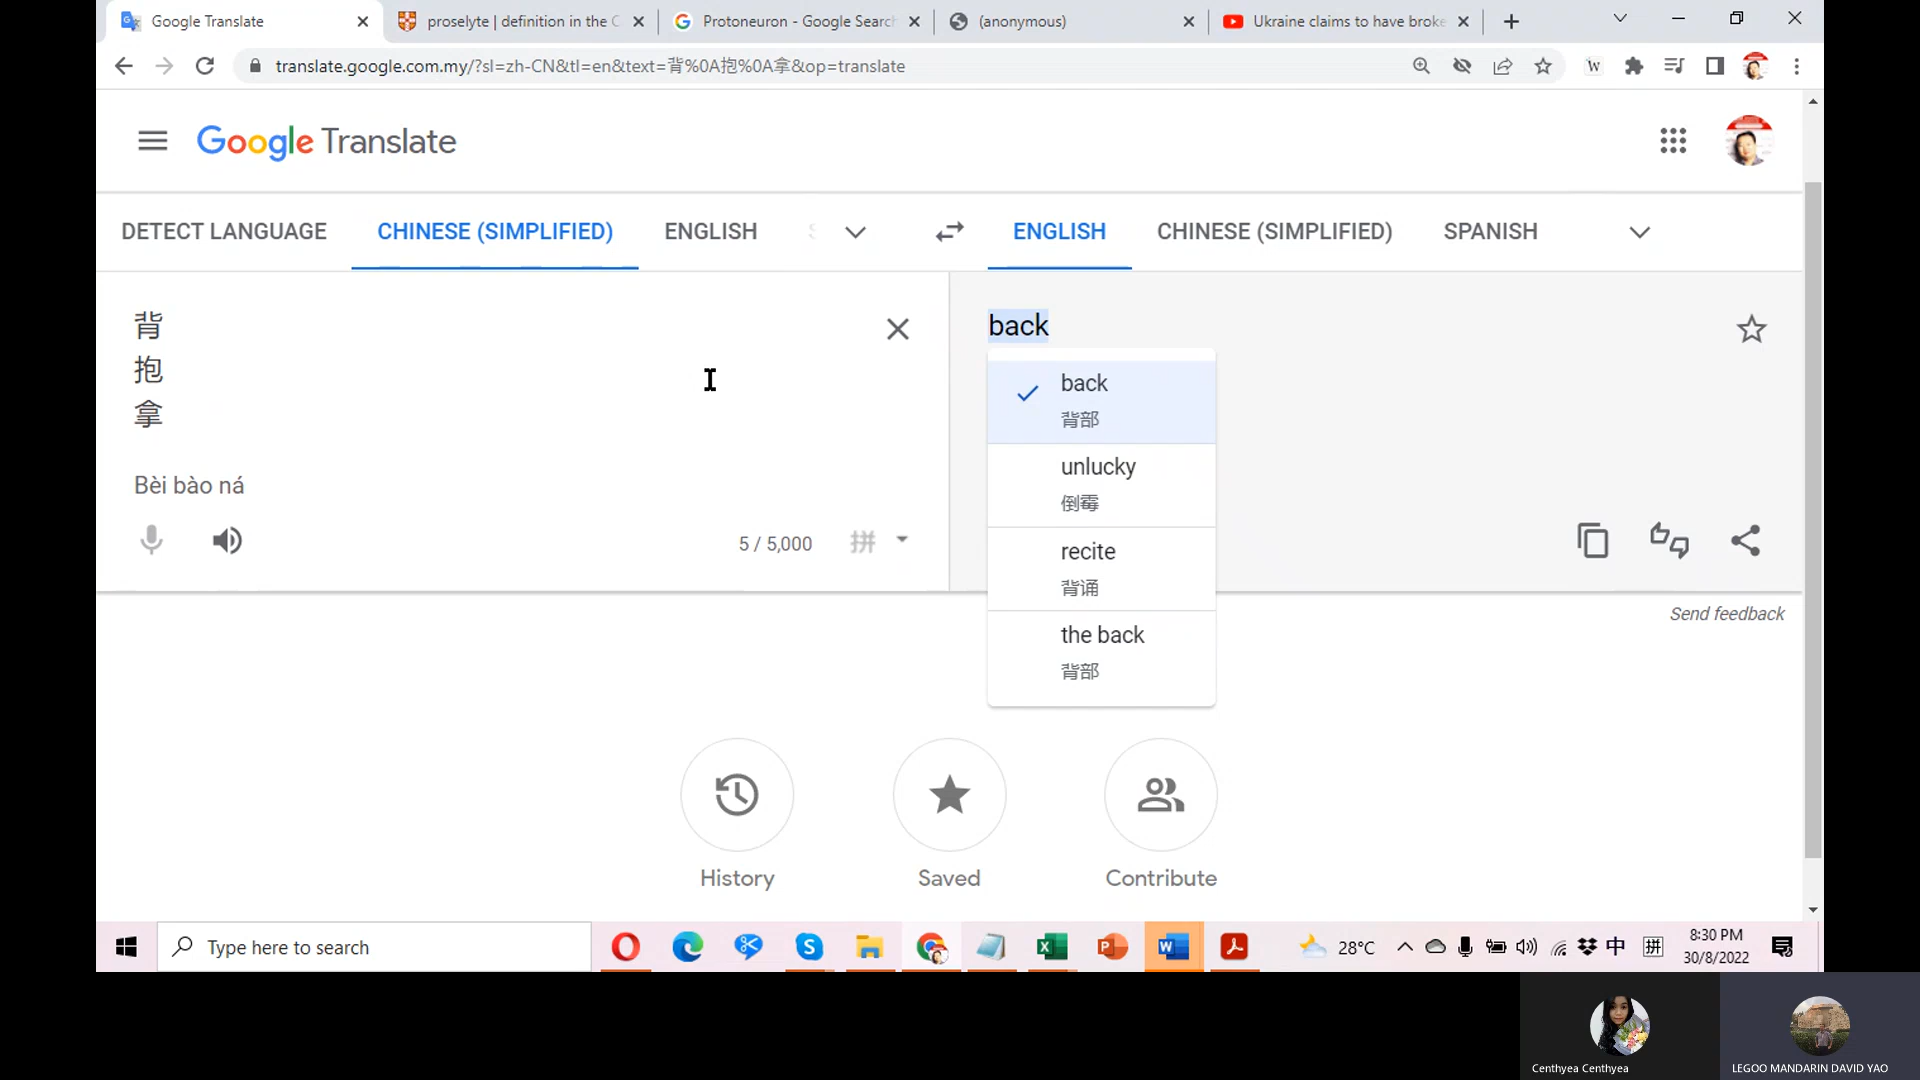 Google Translate
proselyte | definition in the C
Protoneuron - Google Search
(anonymous)
Ukraine claims to have broke
translate.google.com.my/?sl=zh-CN&tl=en&text=背%0A抱%0A拿&op=translate
W
Google Translate
DETECT LANGUAGE
CHINESE (SIMPLIFIED)
ENGLISH
S
ENGLISH
CHINESE (SIMPLIFIED)
SPANISH
背
抱
拿
Bèi bào ná
5 / 5,000
拼
back
back
背部
unlucky
倒霉
recite
背诵
the back
背部
Send feedback
History
Saved
Contribute
Type here to search
28°C
中
拼
8:30 PM
30/8/2022
Centhyea Centhyea
LEGOO MANDARIN DAVID YAO